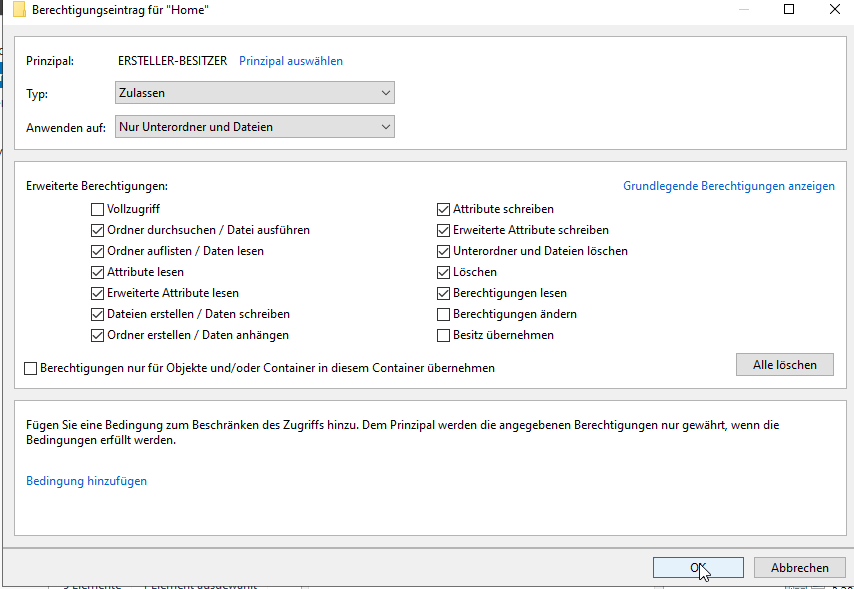 Berechtigungseintrag für "Home"
Prinzipal: ERSTELLER-BESITZER Prinzipal auswählen
Typ: Zulassen
Anwenden auf: Nur Unterordner und Dateien
Erweiterte Berechtigungen: Grundlegende Berechtigungen anzeigen
Vollzugriff Attribute schreiben
Ordner durchsuchen / Datei ausführen Erweiterte Attribute schreiben
Ordner auflisten / Daten lesen Unterordner und Dateien löschen
Attribute lesen Löschen
Erweiterte Attribute lesen Berechtigungen lesen
Dateien erstellen / Daten schreiben Berechtigungen ändern
Ordner erstellen / Daten anhängen Besitz übernehmen
Berechtigungen nur für Objekte und/oder Container in diesem Container übernehmen
Alle löschen
Fügen Sie eine Bedingung zum Beschränken des Zugriffs hinzu. Dem Prinzipal werden die angegebenen Berechtigungen nur gewährt, wenn die
Bedingungen erfüllt werden.
Bedingung hinzufügen
OK Abbrechen